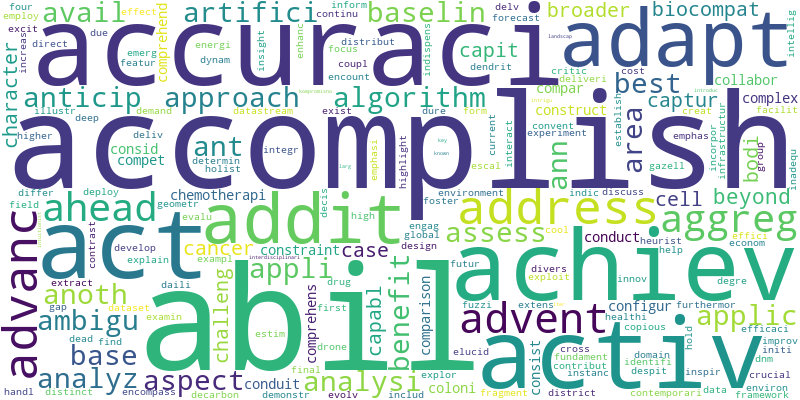 four avail artifici baselin inform delv broader biocompat
employ effect continu forecast intellig
excit accuraci adapt
direct due energi insight focus distribut indispens capit critic cost best collabor
emerg dynam enhanc coupl dendrit deliveri
increas featur comprehend encount compar captur complex
character anticip approach algorithm construct
illustr demand datastream exist dure form current convent establish emphas creat facilit
higher deep deliv interact experiment incorpor infrastructur
accomplish
consid ant integr emphasi highlight key known area
compet determin holist larg escal gazell bodi group inadequ
differ deploy chemotherapi decis foster environment indic ann discuss
field geometr high engag address cell beyond
ahead evalu addit global assess cool conduct heurist aggreg
advanc contrast act develop cancer constraint case design effici econom
explain exampl interdisciplinari appli futur achiev
extract daili challeng comprehens drug benefit capabl comparison divers innov help degre
anoth dataset abil fuzzi extens exploit configur furthermor
gap examin first advent health copious applic
ambigu estim drone elucid efficaci
dead find consist cross domain hold improv
base fundament identifi initi
analyz aspect final analysi explor contribut despit inspir dnm
conduit coloni instanc data environ crucial
handl distinct encompass decarbon demonstr evolv includ fragment district contemporari framework